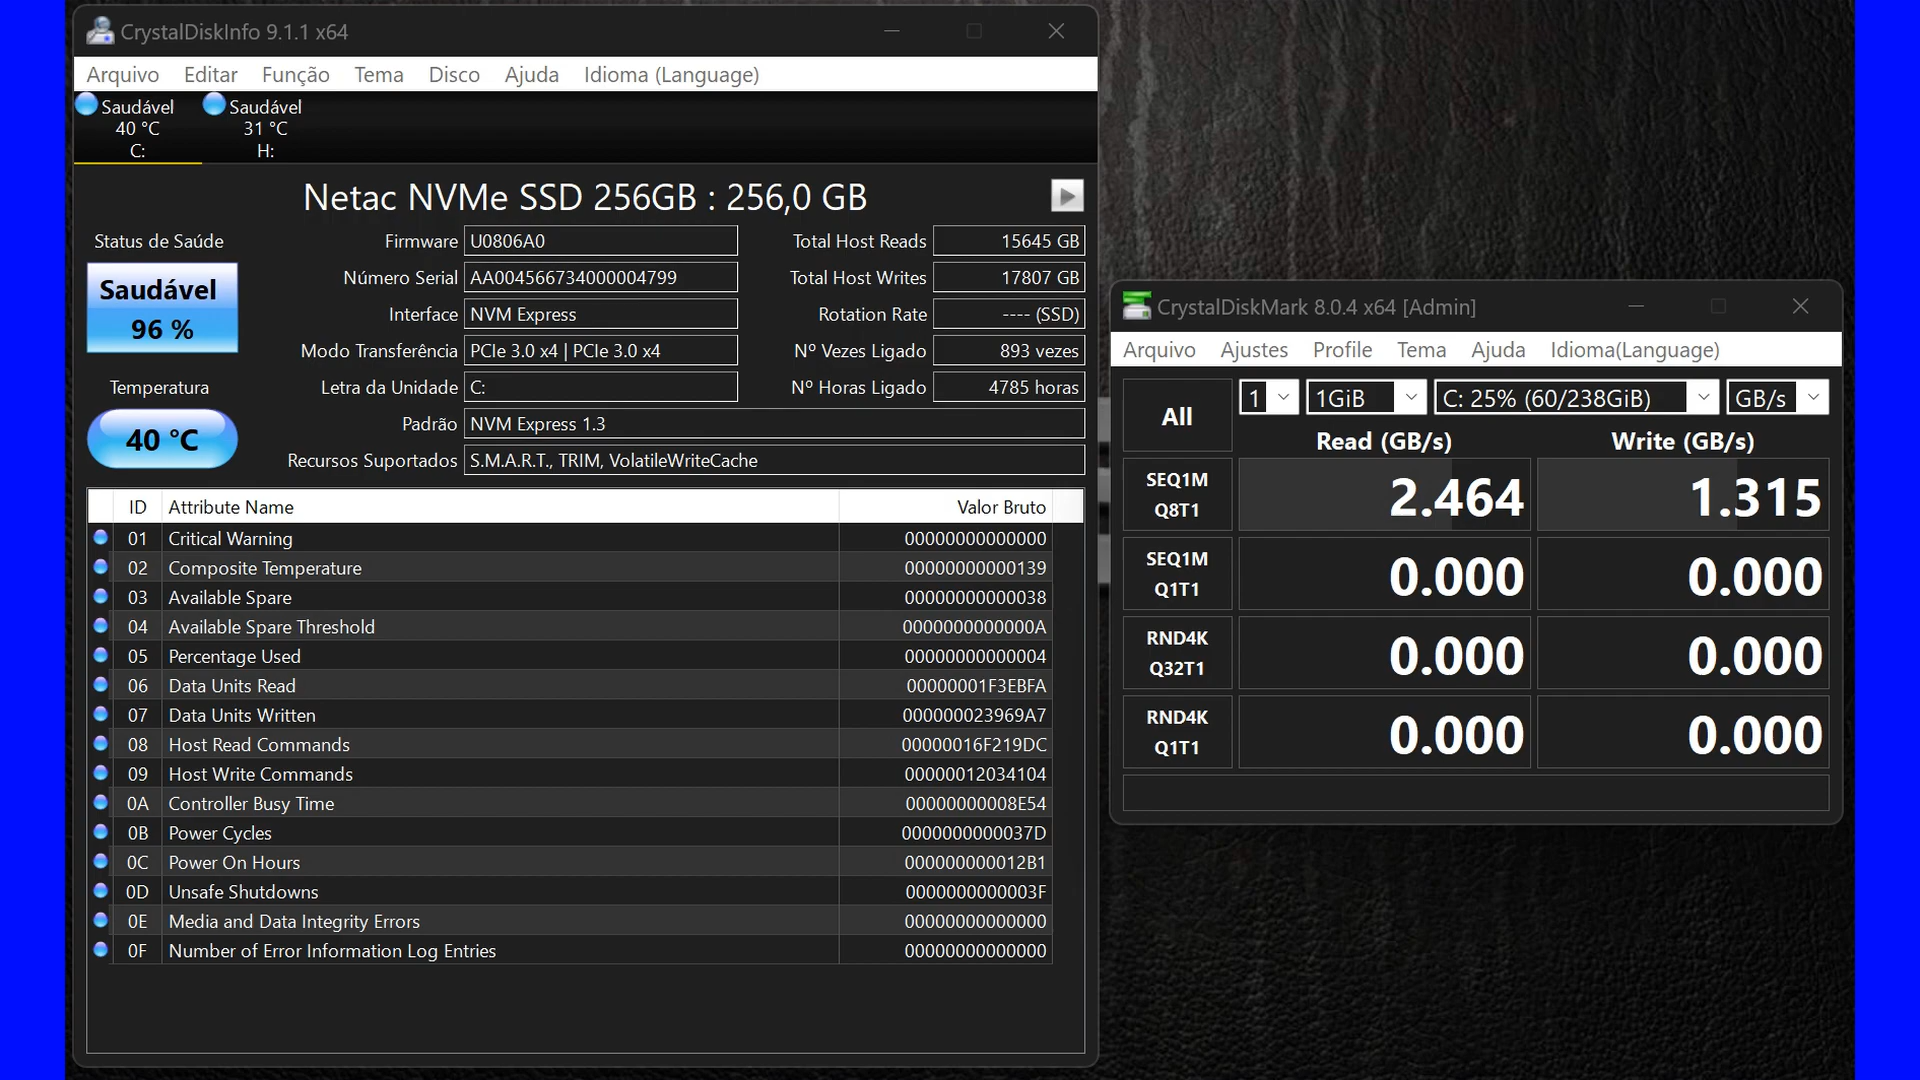 CrystalDiskInfo 9.1.1 x64
Arquivo Editar Função Tema Disco Ajuda Idioma (Language)
Saudável Saudável
40 °C 31 °C
C: H:
Netac NVMe SSD 256GB : 256,0 GB
Status de Saúde
Saudável
96 %
Temperatura
40 °C
Firmware U0806A0
Número Serial AA004566734000004799
Interface NVM Express
Modo Transferência PCIe 3.0 x4 | PCIe 3.0 x4
Letra da Unidade C:
Padrão NVM Express 1.3
Recursos Suportados S.M.A.R.T., TRIM, VolatileWriteCache
Total Host Reads 15645 GB
Total Host Writes 17807 GB
Rotation Rate ---- (SSD)
Nº Vezes Ligado 893 vezes
Nº Horas Ligado 4785 horas
ID Attribute Name Valor Bruto
01 Critical Warning 00000000000000
02 Composite Temperature 00000000000139
03 Available Spare 00000000000038
04 Available Spare Threshold 0000000000000A
05 Percentage Used 00000000000004
06 Data Units Read 00000001F3EBFA
07 Data Units Written 000000023969A7
08 Host Read Commands 00000016F219DC
09 Host Write Commands 00000012034104
0A Controller Busy Time 00000000008E54
0B Power Cycles 0000000000037D
0C Power On Hours 000000000012B1
0D Unsafe Shutdowns 0000000000003F
0E Media and Data Integrity Errors 00000000000000
0F Number of Error Information Log Entries 00000000000000
CrystalDiskMark 8.0.4 x64 [Admin]
Arquivo Ajustes Profile Tema Ajuda Idioma(Language)
All
1 1GiB C: 25% (60/238GiB) GB/s
Read (GB/s) Write (GB/s)
SEQ1M
Q8T1
2.464 1.315
SEQ1M
Q1T1
0.000 0.000
RND4K
Q32T1
0.000 0.000
RND4K
Q1T1
0.000 0.000